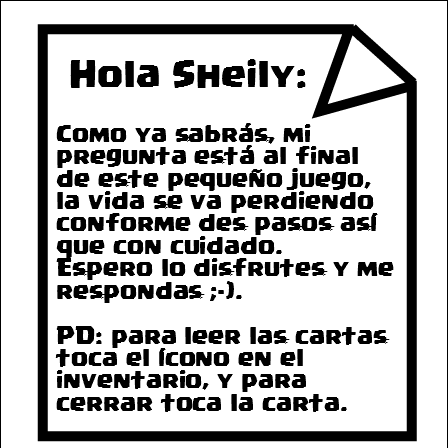 Hola Sheily:
Como ya sabrás, mi
pregunta está al final
de este pequeño juego,
la vida se va perdiendo
conforme des pasos así
que con cuidado.
Espero lo disfrutes y me
respondas ;-).
PD: para leer las cartas
toca el ícono en el
inventario, y para
cerrar toca la carta.